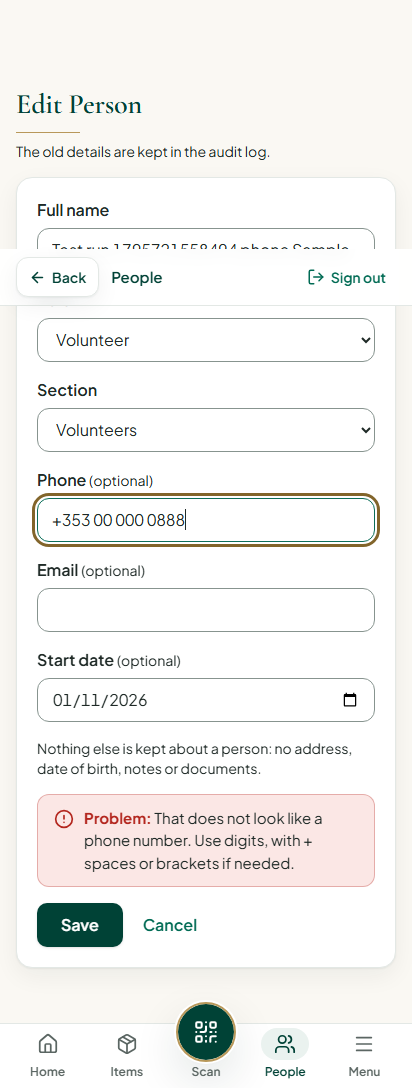 Edit Person
The old details are kept in the audit log.
Full name
Back
People
Sign out
Volunteer
Section
Volunteers
Phone (optional)
+353 00 000 0888
Email (optional)
Start date (optional)
01/11/2026
Nothing else is kept about a person: no address,
date of birth, notes or documents.
Problem: That does not look like a
phone number. Use digits, with +
spaces or brackets if needed.
Save
Cancel
Home
Items
Scan
People
Menu